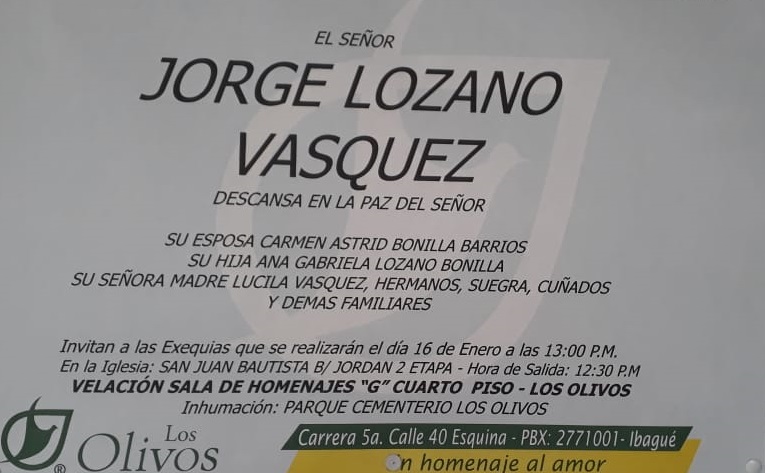 EL SEÑOR
JORGE LOZANO
VASQUEZ
DESCANSA EN LA PAZ DEL SEÑOR
SU ESPOSA CARMEN ASTRID BONILLA BARRIOS
SU HIJA ANA GABRIELA LOZANO BONILLA
SU SEÑORA MADRE LUCILA VASQUEZ, HERMANOS, SUEGRA, CUÑADOS
Y DEMAS FAMILIARES
Invitan a las Exequias que se realizarán el día 16 de Enero a las 13:00 P.M.
En la Iglesia: SAN JUAN BAUTISTA B/ JORDAN 2 ETAPA - Hora de Salida: 12:30 P.M
VELACIÓN SALA DE HOMENAJES "G" CUARTO PISO - LOS OLIVOS
Inhumación: PARQUE CEMENTERIO LOS OLIVOS
Los
Olivos
®
Carrera 5a. Calle 40 Esquina - PBX: 2771001- Ibagué
homenaje al amor